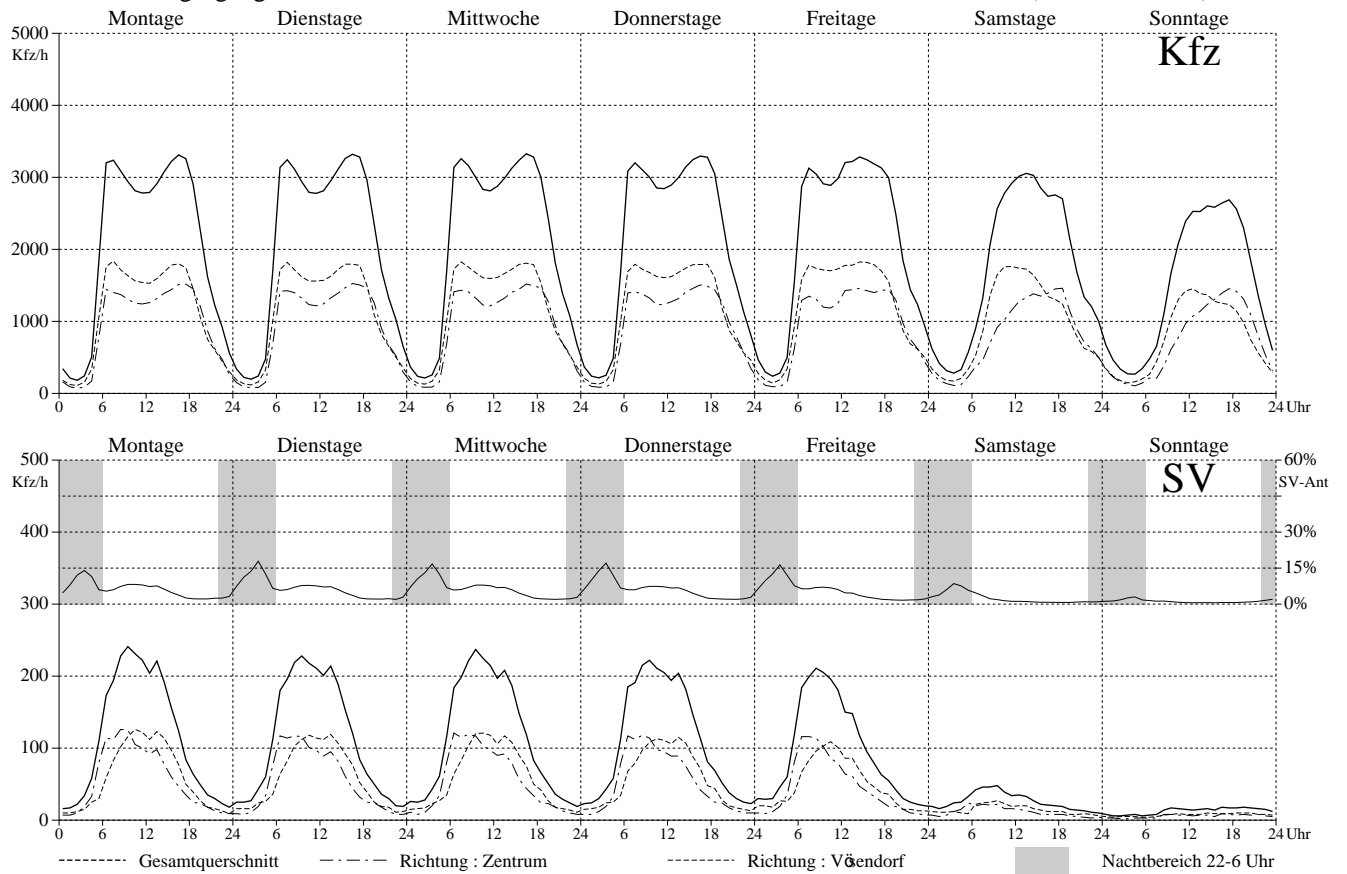 Montage Dienstage Mittwoche Donnerstage Freitage Samstage Sonntage
5000
Kfz/h
Kfz
4000
3000
2000
1000
0
0 6 12 18 24 6 12 18 24 6 12 18 24 6 12 18 24 6 12 18 24 6 12 18 24 6 12 18 24 Uhr
Montage Dienstage Mittwoche Donnerstage Freitage Samstage Sonntage
500 60%
Kfz/h SV SV-Ant
400 30%
15%
300 0%
200
100
0
0 6 12 18 24 6 12 18 24 6 12 18 24 6 12 18 24 6 12 18 24 6 12 18 24 6 12 18 24 Uhr
Gesamtquerschnitt Richtung : Zentrum Richtung : Vösendorf Nachtbereich 22-6 Uhr